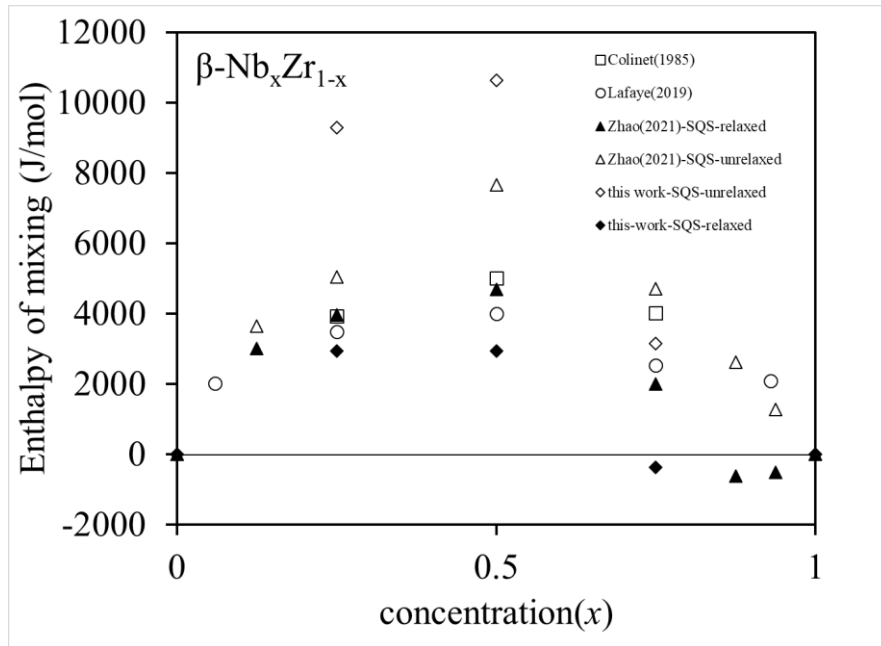 12000
10000
8000
6000
4000
2000
0
-2000
Enthalpy of mixing (J/mol)
β-NbₓZr₁₋ₓ
Colinet(1985)
Lafaye(2019)
Zhao(2021)-SQS-relaxed
Zhao(2021)-SQS-unrelaxed
this work-SQS-unrelaxed
this-work-SQS-relaxed
0 0.5 1
concentration(x)